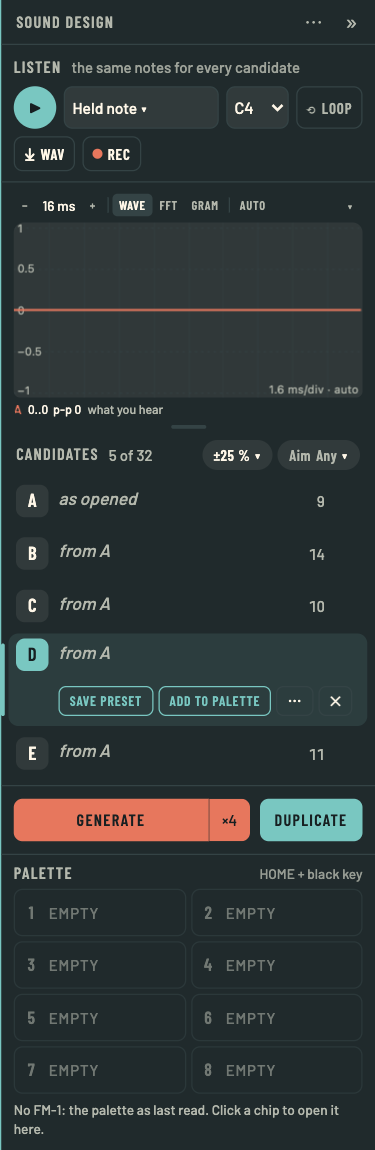 SOUND DESIGN ··· »
LISTEN the same notes for every candidate
Held note ▾ C4 LOOP
WAV REC
− 16 ms + WAVE FFT GRAM AUTO ▾
1
0.5
0
−0.5
−1 1.6 ms/div · auto
A 0..0 p-p 0 what you hear
CANDIDATES 5 of 32 ±25 % ▾ Aim Any ▾
A as opened 9
B from A 14
C from A 10
D from A
SAVE PRESET ADD TO PALETTE ··· ✕
E from A 11
GENERATE ×4 DUPLICATE
PALETTE HOME + black key
1 EMPTY 2 EMPTY
3 EMPTY 4 EMPTY
5 EMPTY 6 EMPTY
7 EMPTY 8 EMPTY
No FM-1: the palette as last read. Click a chip to open it
here.